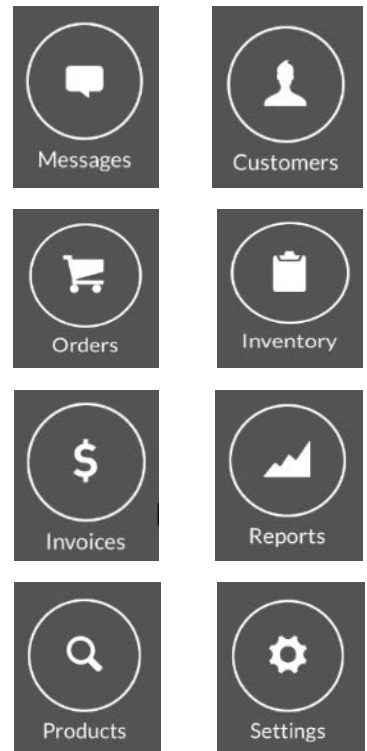 Messages
Customers
Orders
Inventory
$
Invoices
Reports
Products
Settings